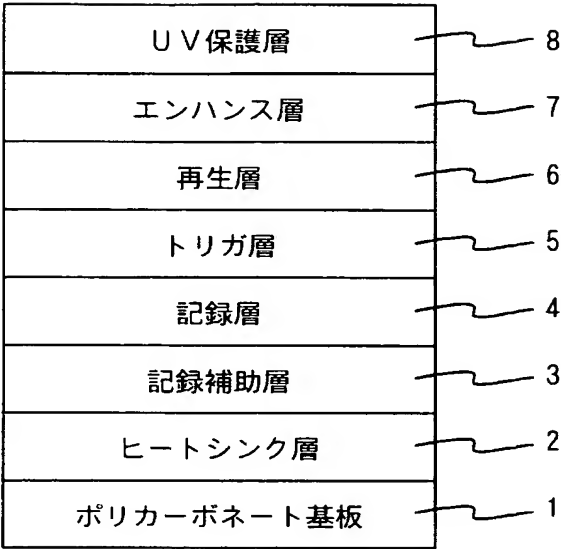 UV保護層 8
エンハンス層 7
再生層 6
トリガ層 5
記録層 4
記録補助層 3
ヒートシンク層 2
ポリカーボネート基板 1